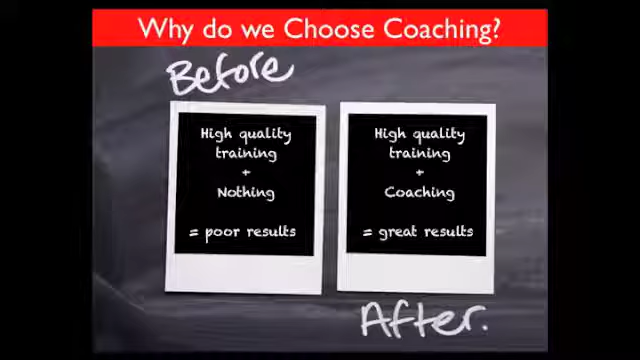 Why do we Choose Coaching?
Before
High quality
training
+
Nothing
= poor results
High quality
training
+
Coaching
= great results
After.